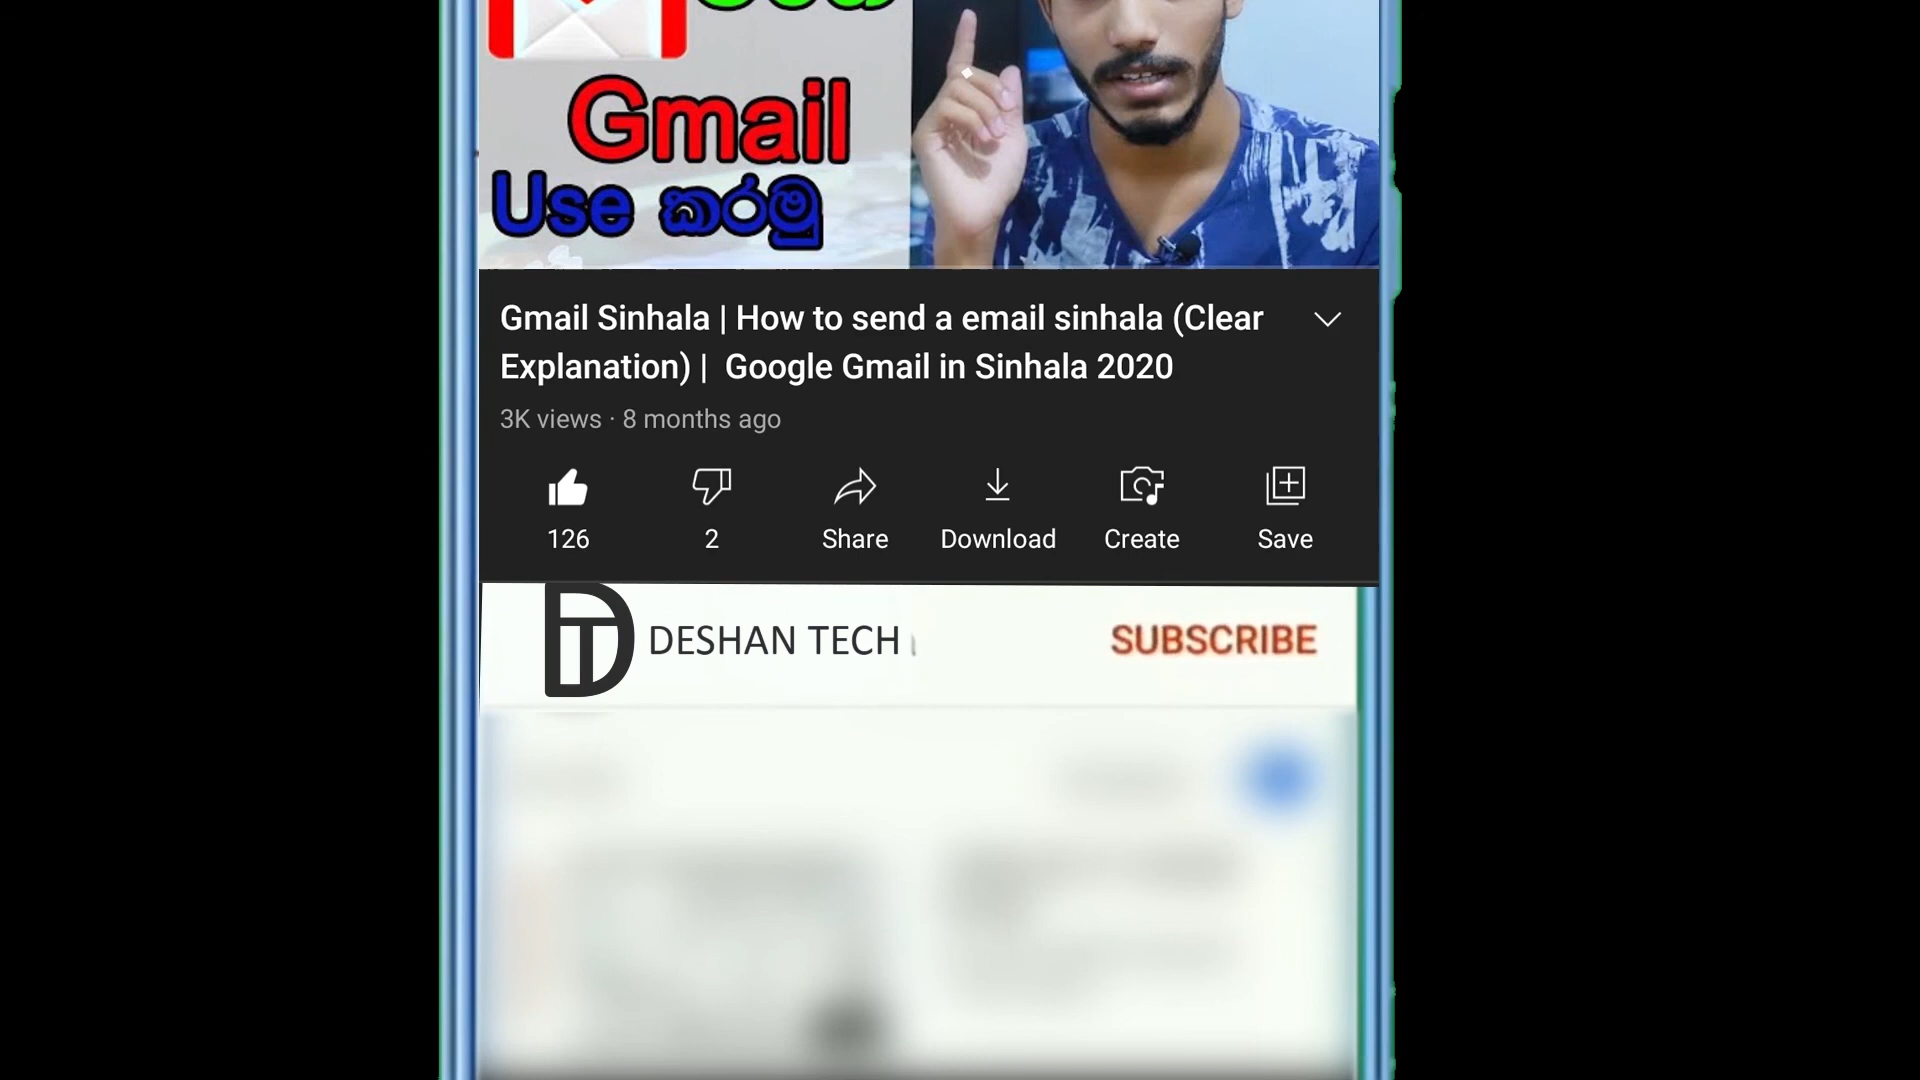 Gmail
Use කරමු
Gmail Sinhala | How to send a email sinhala (Clear
Explanation) | Google Gmail in Sinhala 2020
3K views · 8 months ago
126
2
Share
Download
Create
Save
DESHAN TECH
SUBSCRIBE